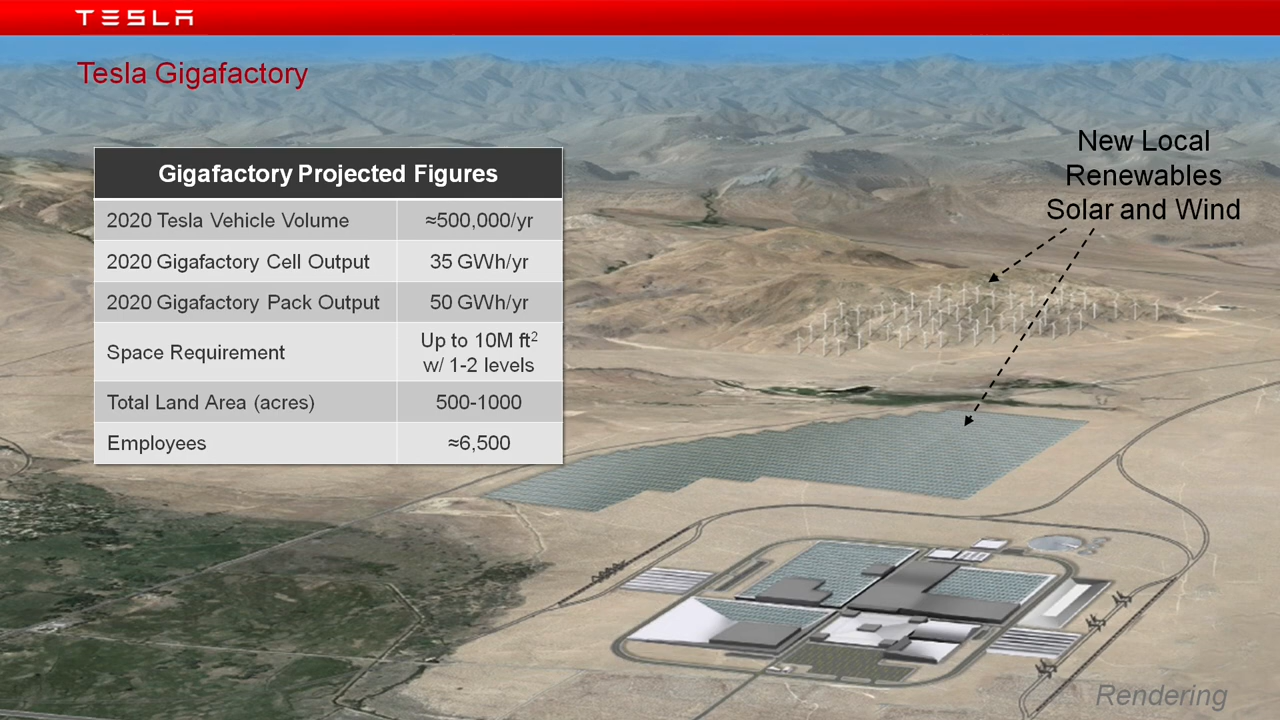 TESLA
Tesla Gigafactory
New Local
Renewables
Solar and Wind
Gigafactory Projected Figures
2020 Tesla Vehicle Volume ≈500,000/yr
2020 Gigafactory Cell Output 35 GWh/yr
2020 Gigafactory Pack Output 50 GWh/yr
Space Requirement Up to 10M ft²
w/ 1-2 levels
Total Land Area (acres) 500-1000
Employees ≈6,500
Rendering